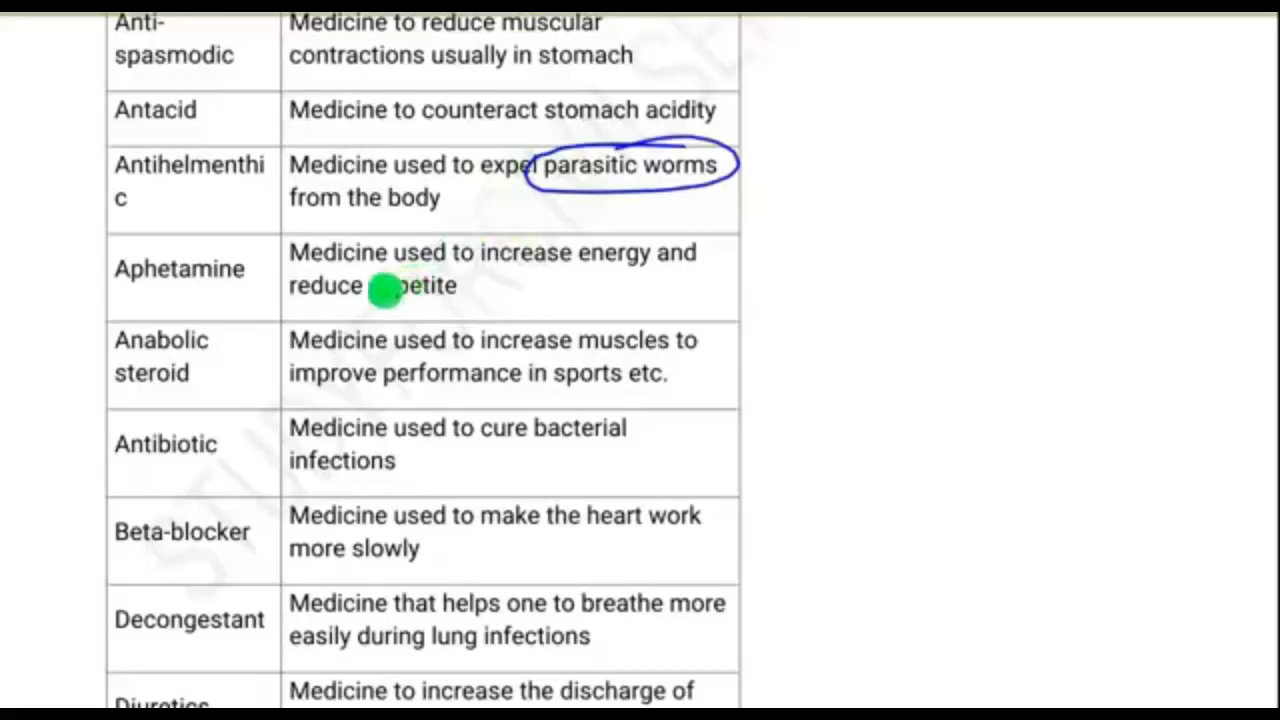 Anti-
spasmodic
Medicine to reduce muscular
contractions usually in stomach
Antacid
Medicine to counteract stomach acidity
Antihelmenthi
c
Medicine used to expel parasitic worms
from the body
Aphetamine
Medicine used to increase energy and
reduce petite
Anabolic
steroid
Medicine used to increase muscles to
improve performance in sports etc.
Antibiotic
Medicine used to cure bacterial
infections
Beta-blocker
Medicine used to make the heart work
more slowly
Decongestant
Medicine that helps one to breathe more
easily during lung infections
Diuretics
Medicine to increase the discharge of